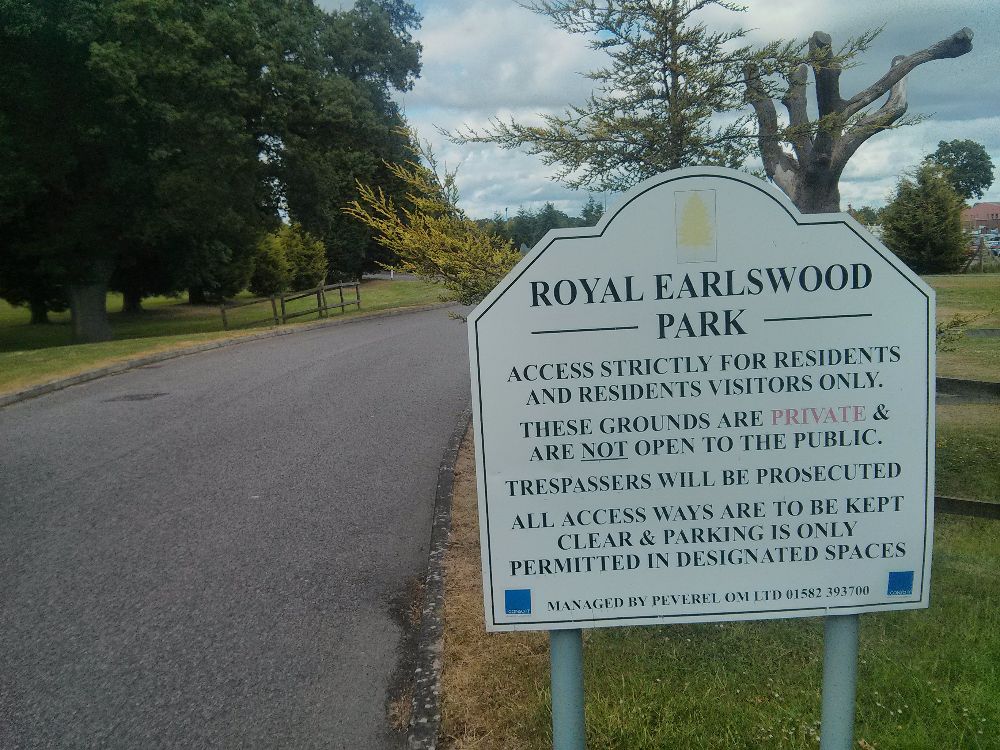 ROYAL EARLSWOOD
PARK
ACCESS STRICTLY FOR RESIDENTS
AND RESIDENTS VISITORS ONLY.
THESE GROUNDS ARE PRIVATE &
ARE NOT OPEN TO THE PUBLIC.
TRESPASSERS WILL BE PROSECUTED
ALL ACCESS WAYS ARE TO BE KEPT
CLEAR & PARKING IS ONLY
PERMITTED IN DESIGNATED SPACES
MANAGED BY PEVEREL OM LTD 01582 393700
CONSORT
CONSORT